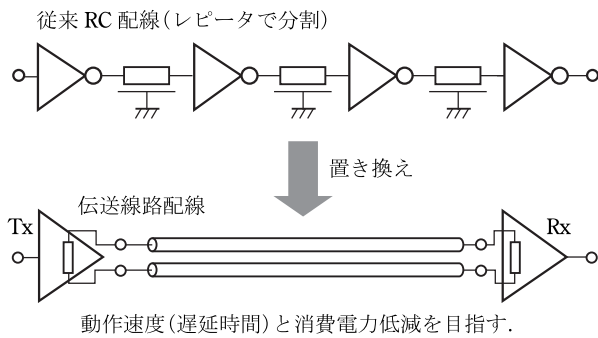 従来 RC 配線（レピータで分割）
置き換え
伝送線路配線
Tx
Rx
動作速度（遅延時間）と消費電力低減を目指す．